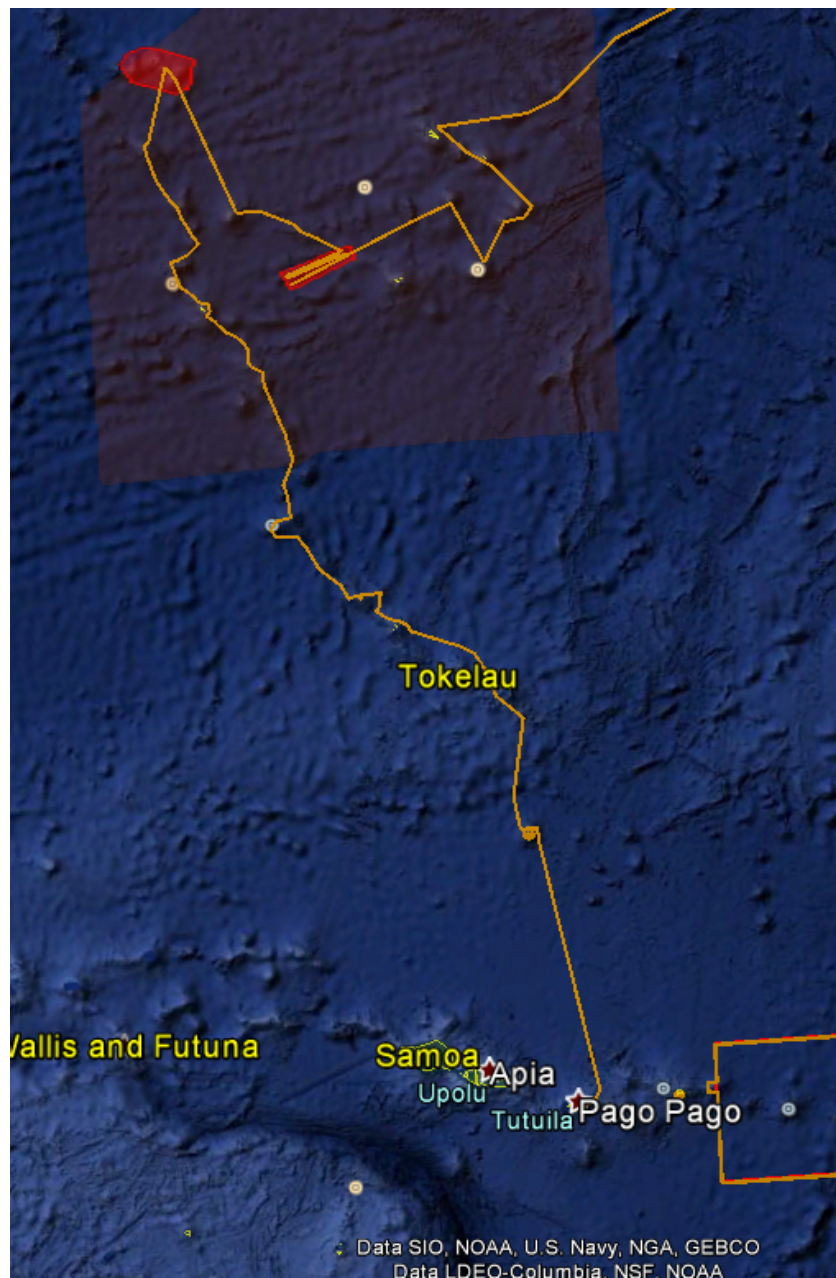 Tokelau
Vallis and Futuna
Samoa
Apia
Upolu
Tutuila
Pago Pago
Data SIO, NOAA, U.S. Navy, NGA, GEBCO
Data LDEO-Columbia, NSF, NOAA